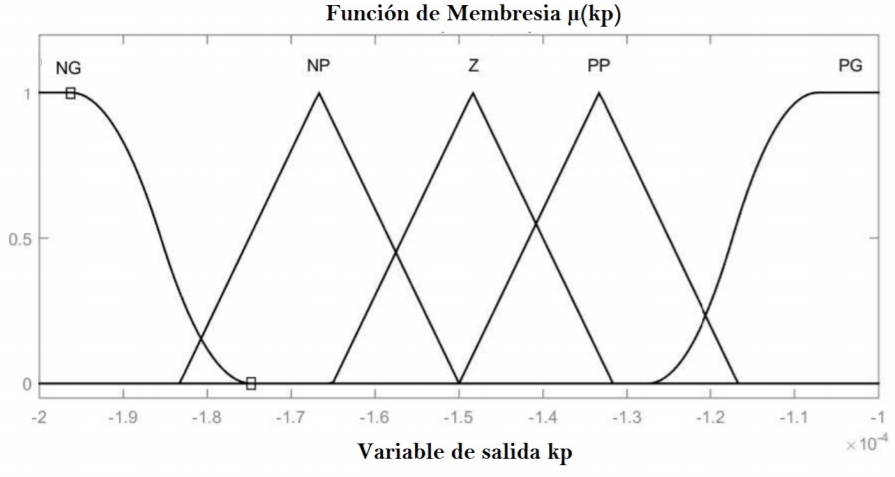 Función de Membresia µ(kp)
NG NP Z PP PG
1
0.5
0
-2 -1.9 -1.8 -1.7 -1.6 -1.5 -1.4 -1.3 -1.2 -1.1 -1
×10-4
Variable de salida kp